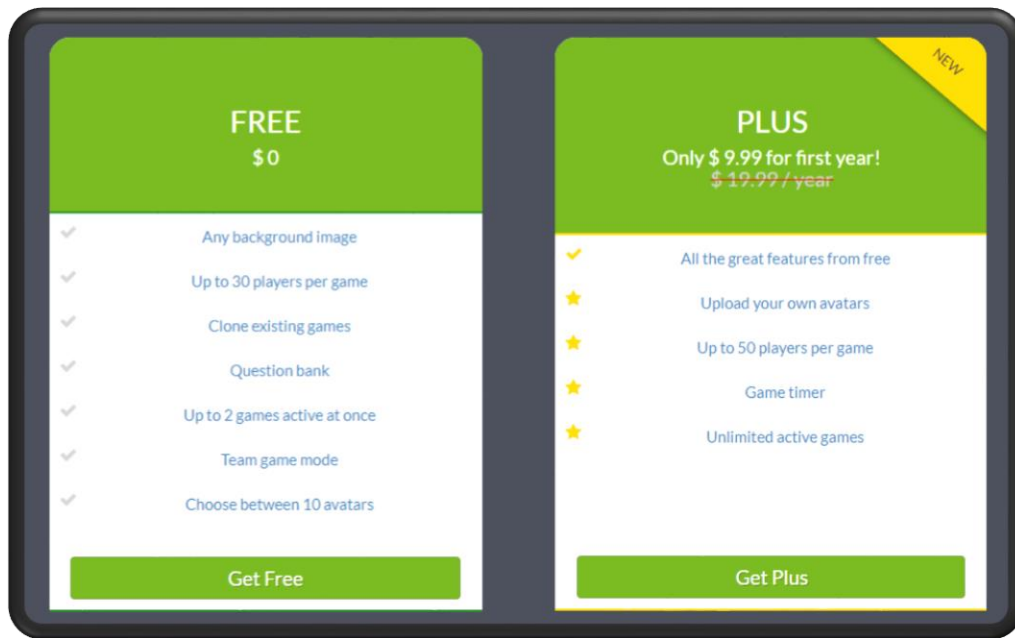 FREE
$ 0
Any background image
Up to 30 players per game
Clone existing games
Question bank
Up to 2 games active at once
Team game mode
Choose between 10 avatars
Get Free
NEW
PLUS
Only $ 9.99 for first year!
$ 19.99 / year
All the great features from free
Upload your own avatars
Up to 50 players per game
Game timer
Unlimited active games
Get Plus